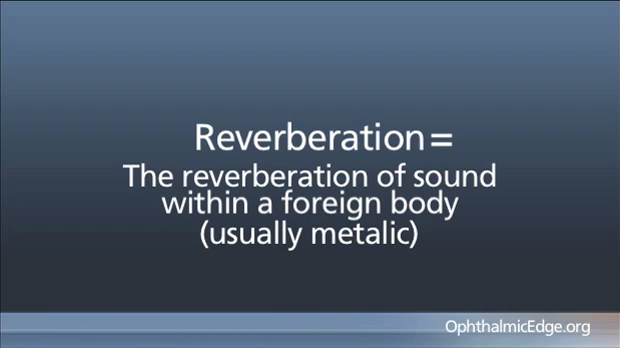 Reverberation=
The reverberation of sound
within a foreign body
(usually metalic)
OphthalmicEdge.org